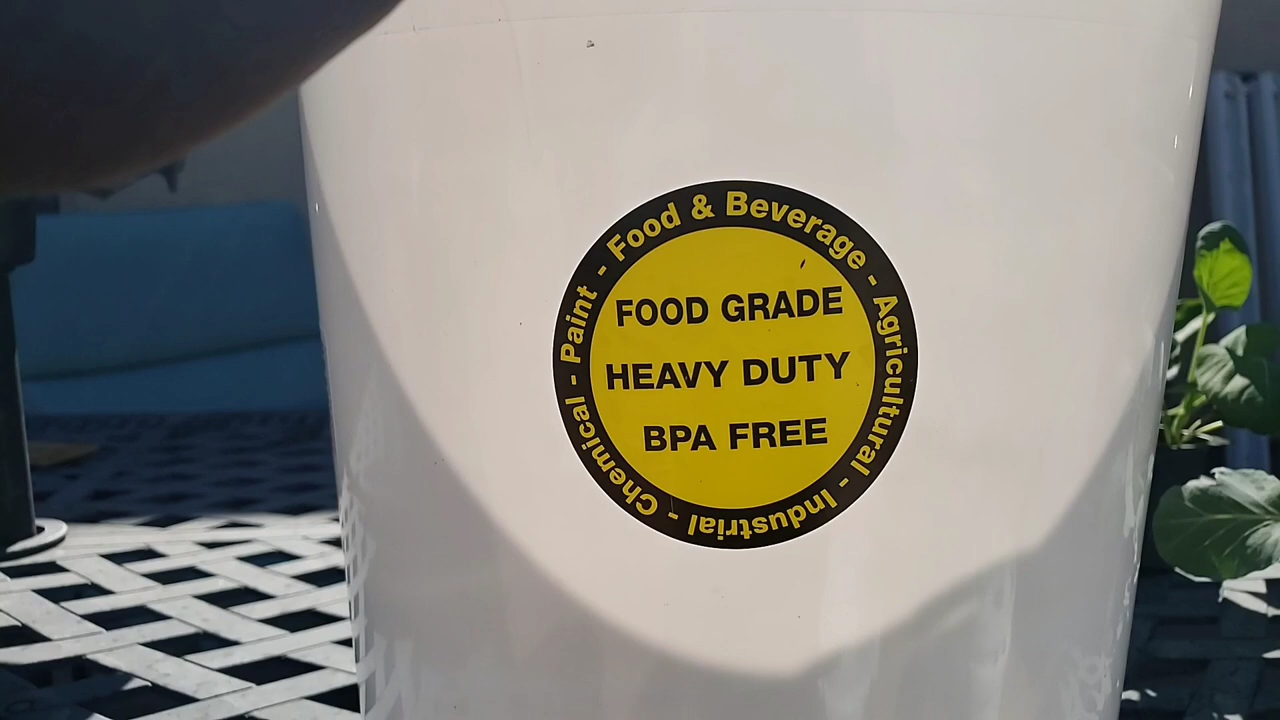 Food & Beverage - Agricultural - Industrial - Chemical - Paint -
FOOD GRADE
HEAVY DUTY
BPA FREE